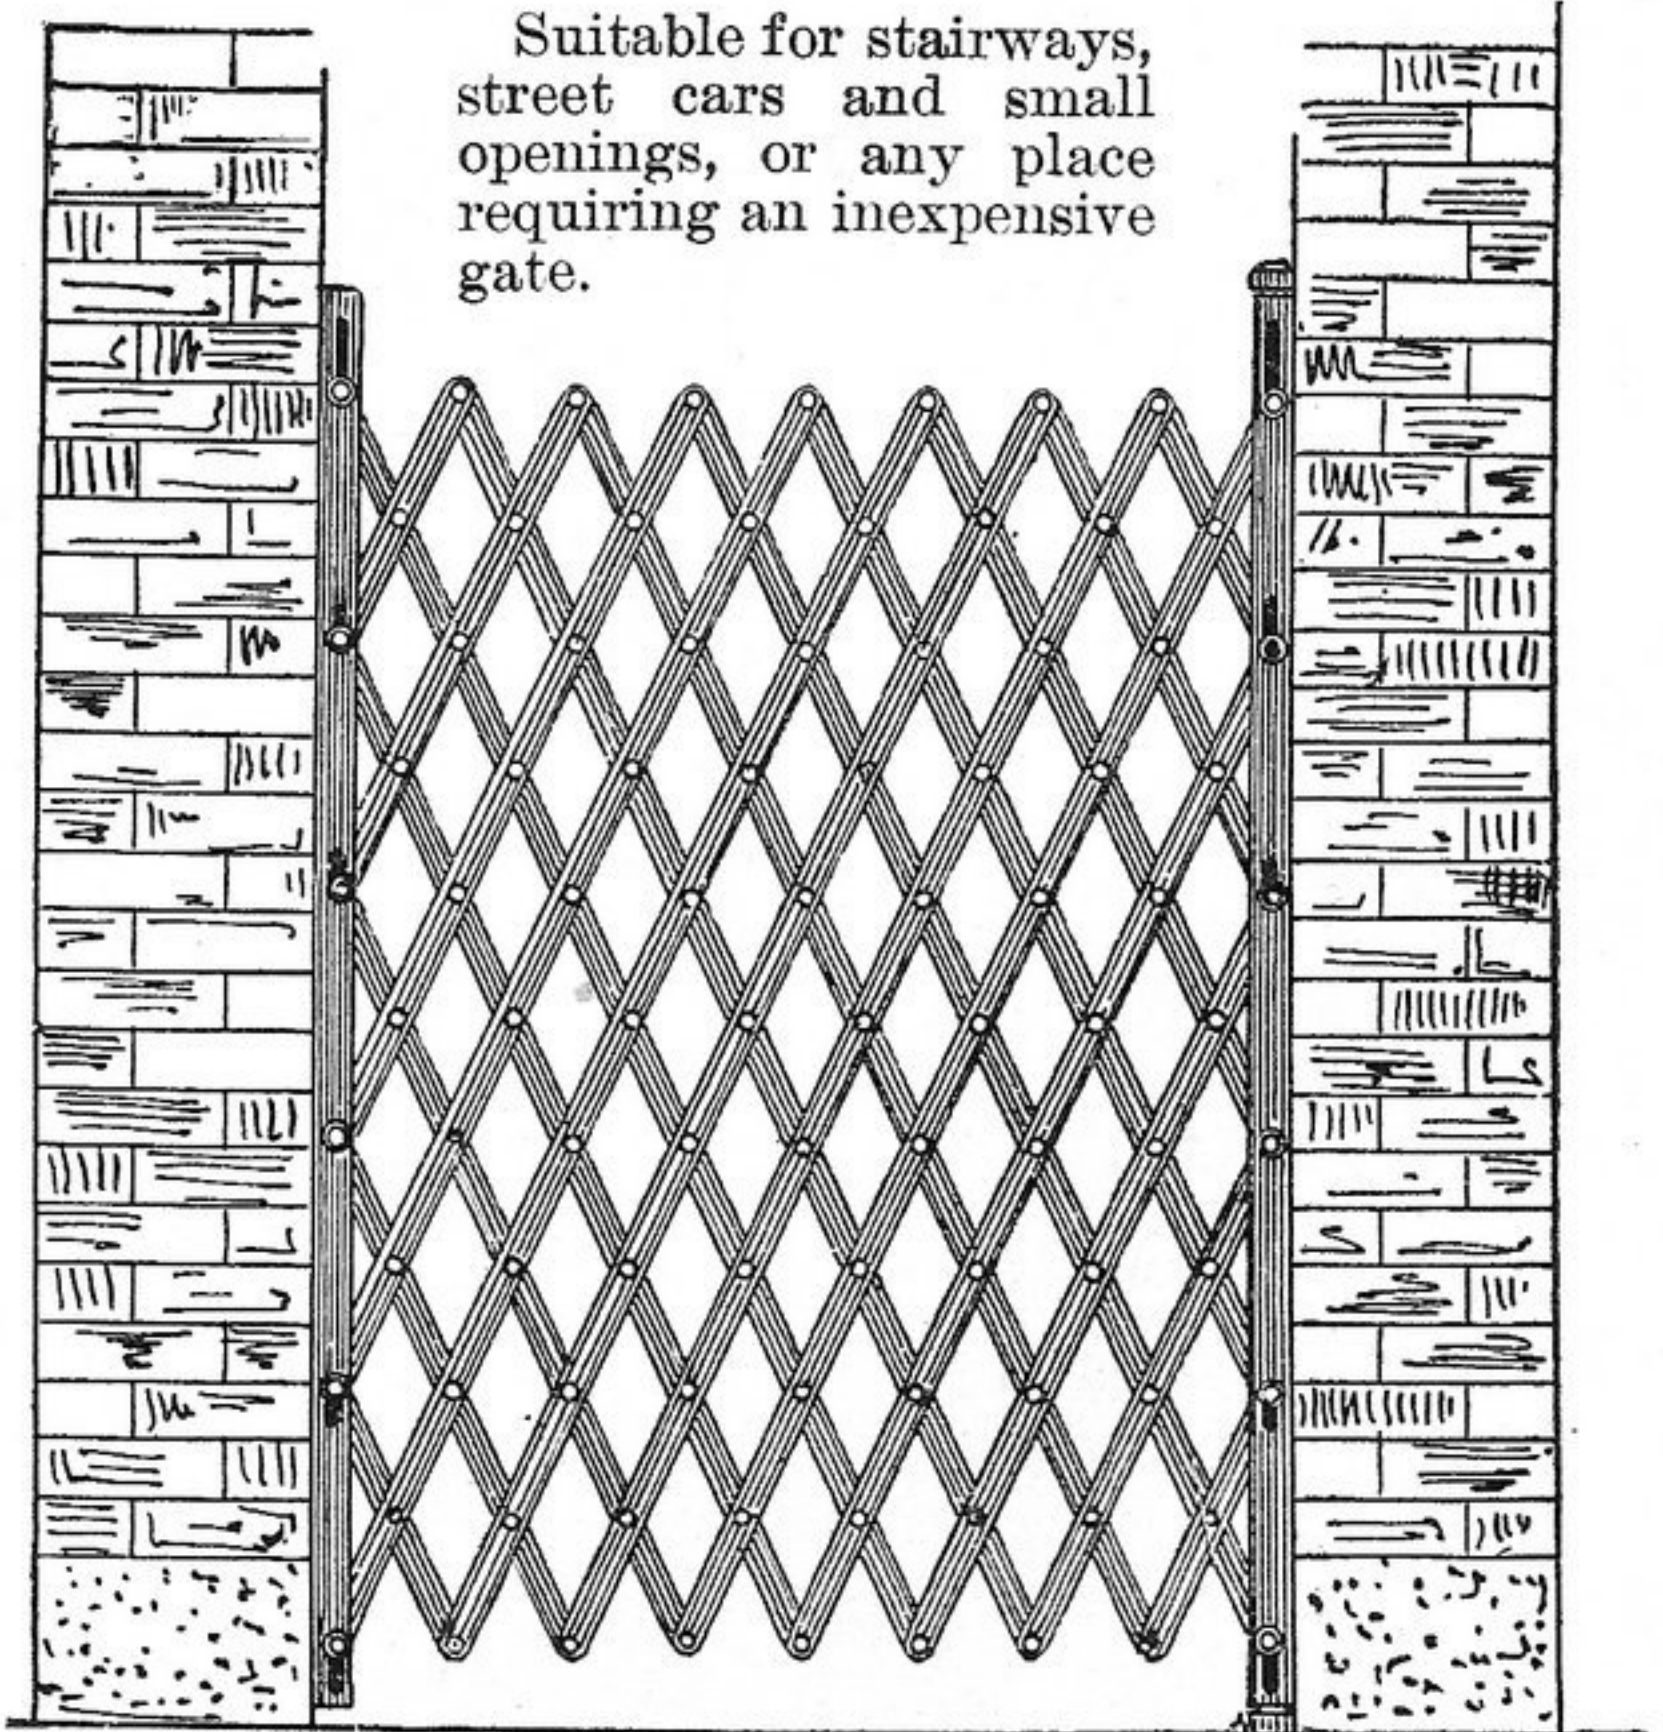 Suitable for stairways,
street cars and small
openings, or any place
requiring an inexpensive
gate.